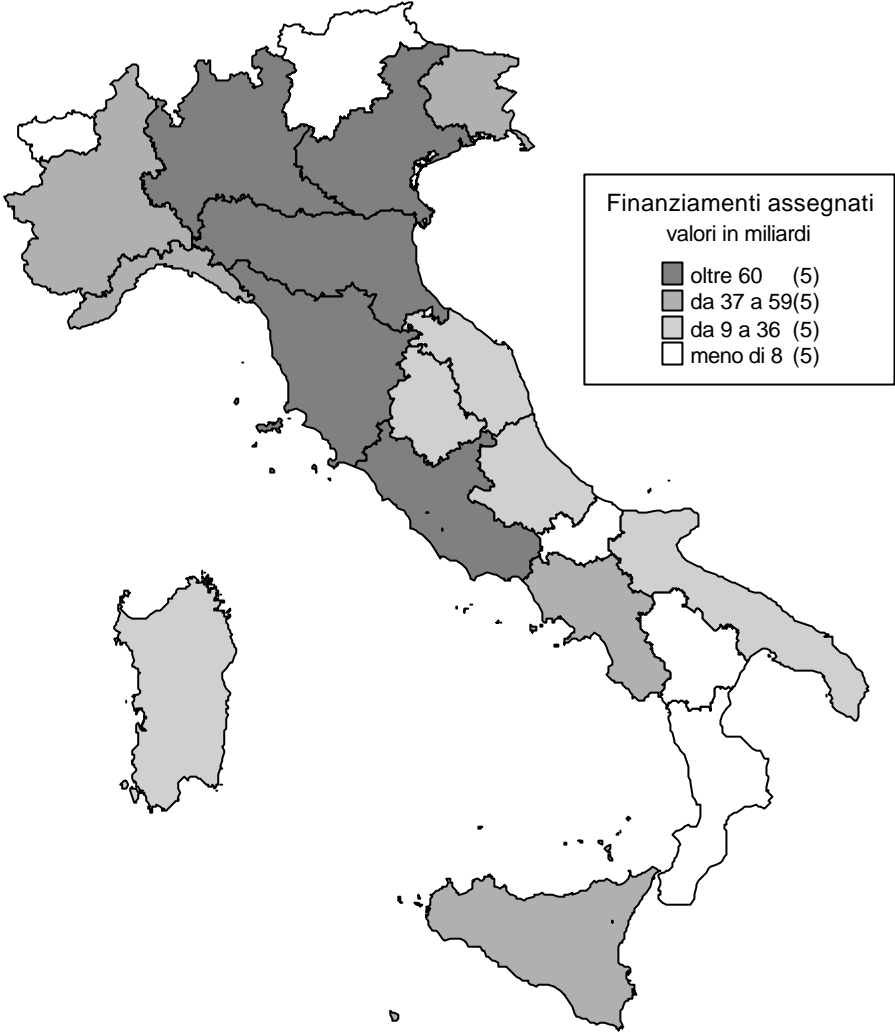 Finanziamenti assegnati
valori in miliardi
oltre 60 (5)
da 37 a 59(5)
da 9 a 36 (5)
meno di 8 (5)